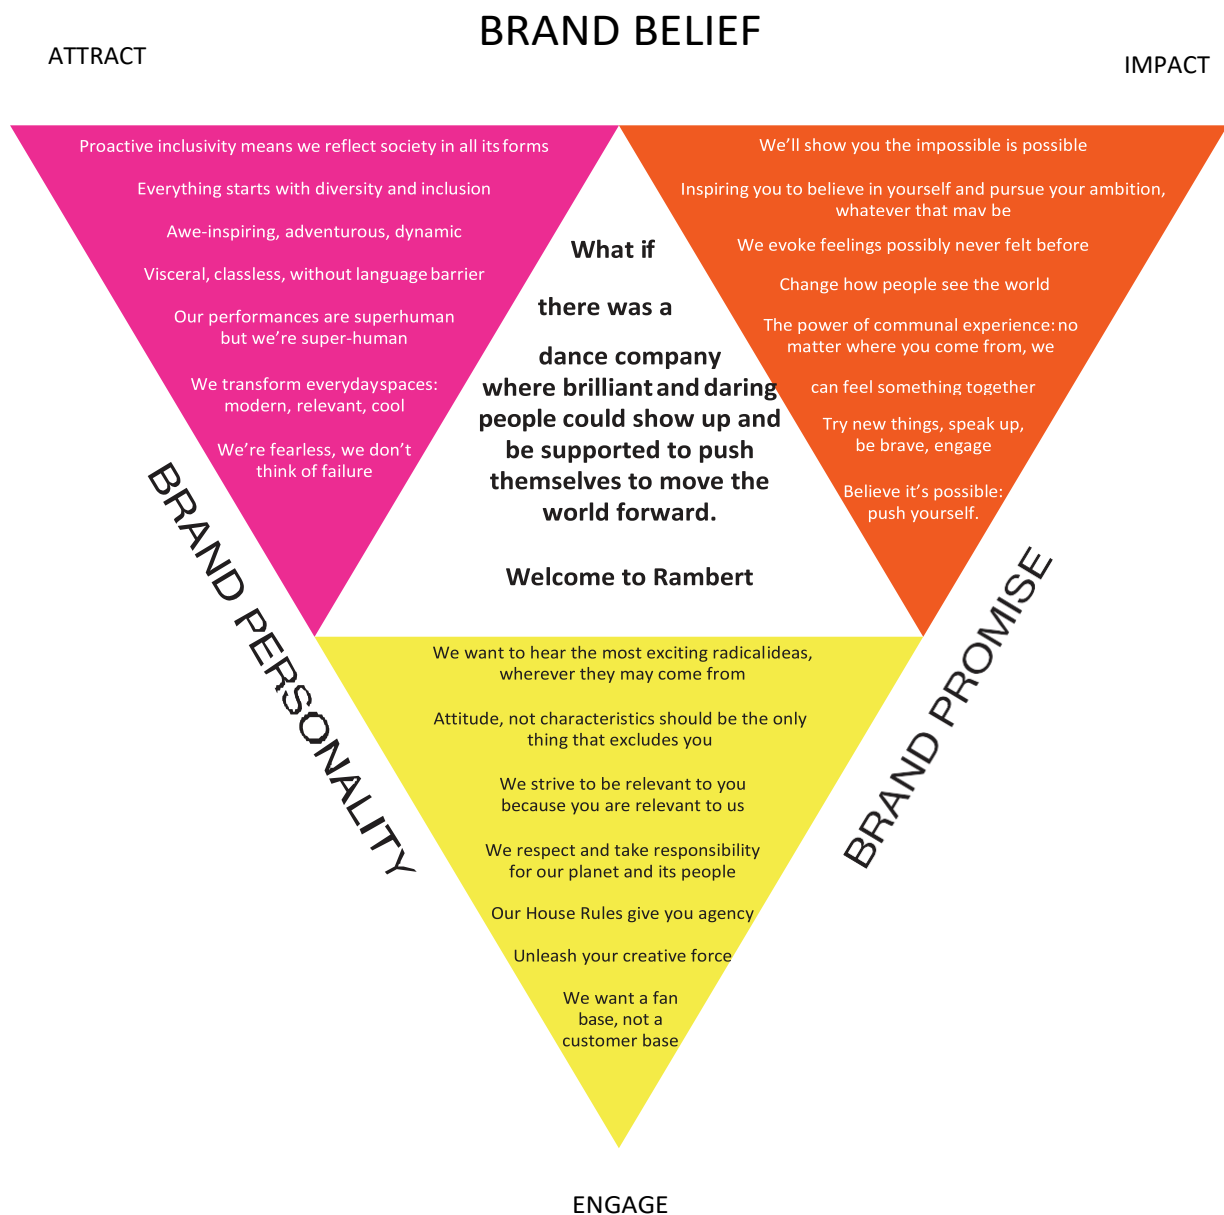 BRAND BELIEF
ATTRACT
IMPACT
Proactive inclusivity means we reflect society in all its forms
Everything starts with diversity and inclusion
Awe-inspiring, adventurous, dynamic
Visceral, classless, without language barrier
Our performances are superhuman
but we're super-human
We transform everyday spaces:
modern, relevant, cool
We're fearless, we don't
think of failure
What if
there was a
dance company
where brilliant and daring
people could show up and
be supported to push
themselves to move the
world forward.
Welcome to Rambert
We'll show you the impossible is possible
Inspiring you to believe in yourself and pursue your ambition,
whatever that may be
We evoke feelings possibly never felt before
Change how people see the world
The power of communal experience: no
matter where you come from, we
can feel something together
Try new things, speak up,
be brave, engage
Believe it's possible:
push yourself.
BRAND PERSONALITY
BRAND PROMISE
We want to hear the most exciting radical ideas,
wherever they may come from
Attitude, not characteristics should be the only
thing that excludes you
We strive to be relevant to you
because you are relevant to us
We respect and take responsibility
for our planet and its people
Our House Rules give you agency
Unleash your creative force
We want a fan
base, not a
customer base
ENGAGE